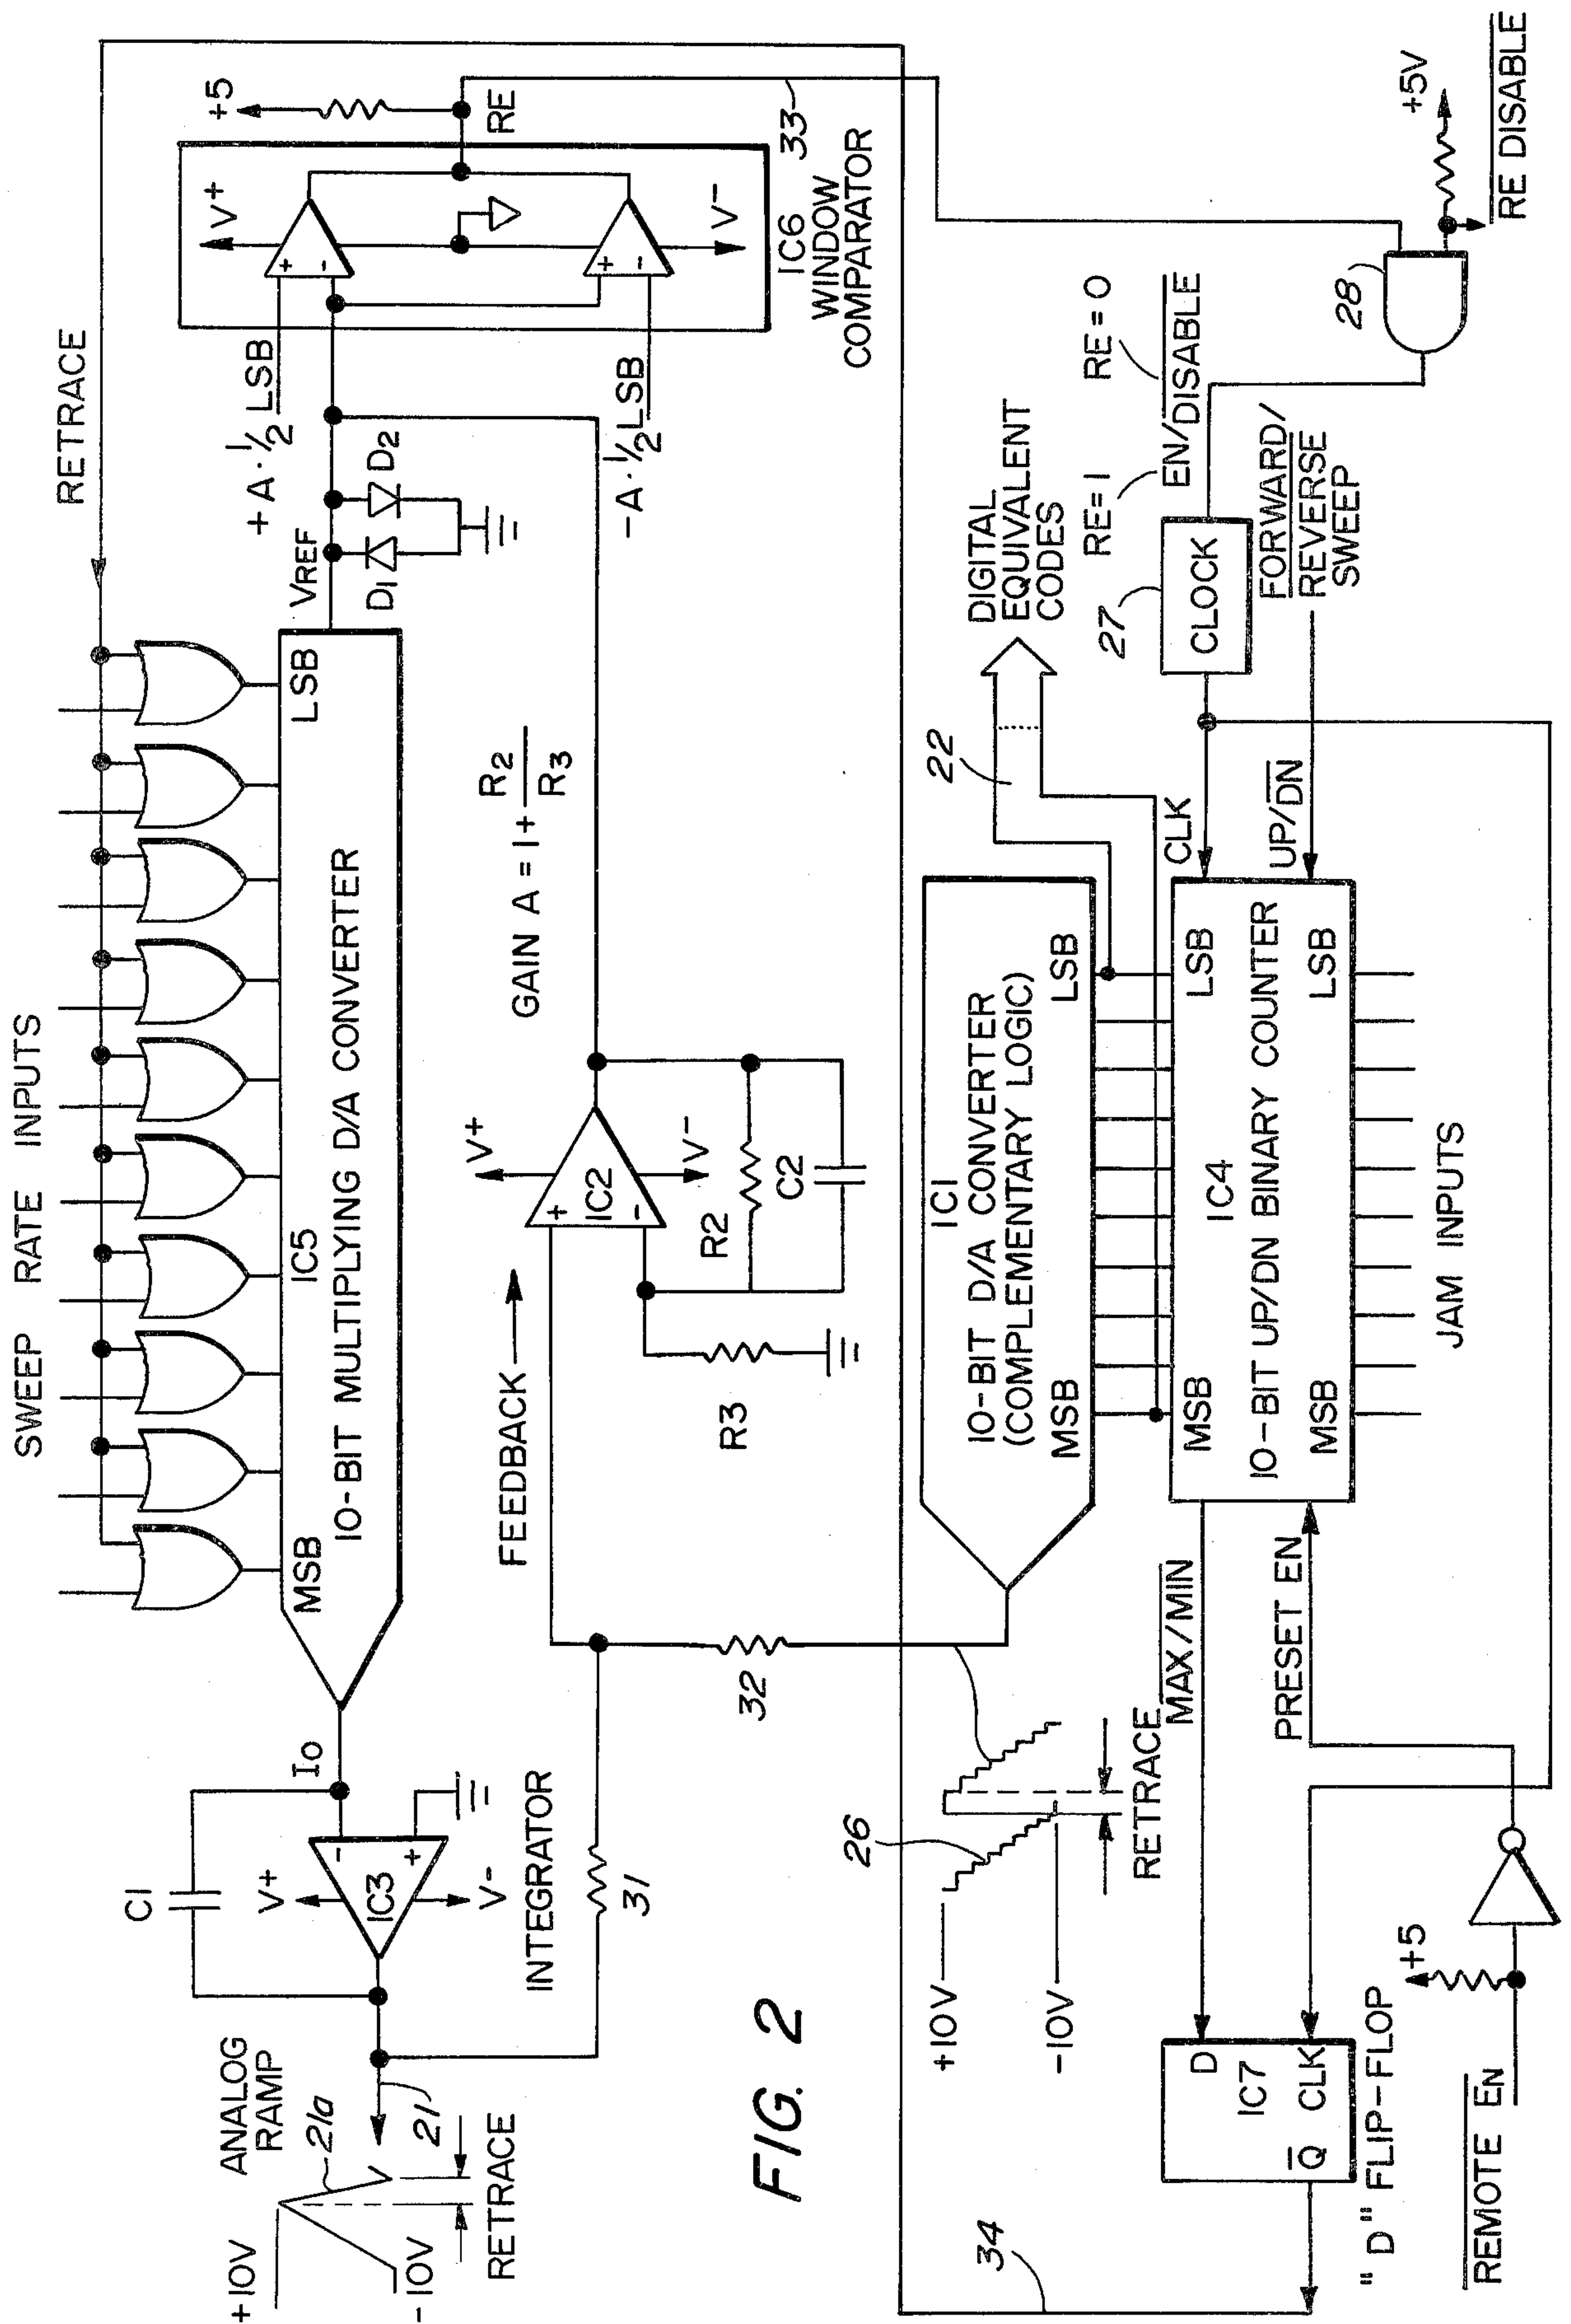 SWEEP RATE INPUTS
RETRACE
MSB
IC5
LSB
10-BIT MULTIPLYING D/A CONVERTER
C1
V+
IC3
-
+
V-
INTEGRATOR
I0
ANALOG
RAMP
21a
21
+10V
-10V
RETRACE
31
32
VREF
D1
D2
+A·½ LSB
-A·½ LSB
V+
+
-
+
-
V-
IC6
WINDOW
COMPARATOR
+5
RE
33
FEEDBACK
V+
+
IC2
-
V-
R2
C2
R3
GAIN A = 1+ R2/R3
FIG. 2
IC1
10-BIT D/A CONVERTER
(COMPLEMENTARY LOGIC)
MSB
LSB
22
DIGITAL
EQUIVALENT
CODES
+10V
-10V
26
RETRACE
MSB
IC4
LSB
10-BIT UP/DN BINARY COUNTER
MSB
LSB
JAM INPUTS
MAX/MIN
PRESET EN
CLK
UP/DN
27
CLOCK
RE=1
RE=0
EN/DISABLE
FORWARD/
REVERSE
SWEEP
28
+5V
RE DISABLE
D
IC7
Q
CLK
"D" FLIP-FLOP
34
+5
REMOTE EN